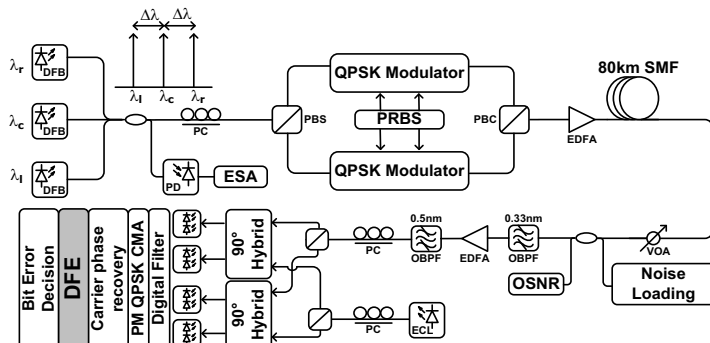 Δλ Δλ
λr
DFB
λl λc λr
λc
DFB
PC
λl
DFB
PD
ESA
PBS
QPSK Modulator
PRBS
QPSK Modulator
PBC
EDFA
80km SMF
Bit Error
Decision
DFE
Carrier phase
recovery
PM QPSK CMA
Digital Filter
90°
Hybrid
90°
Hybrid
PC
0.5nm
OBPF
EDFA
0.33nm
OBPF
VOA
OSNR
Noise
Loading
PC
ECL